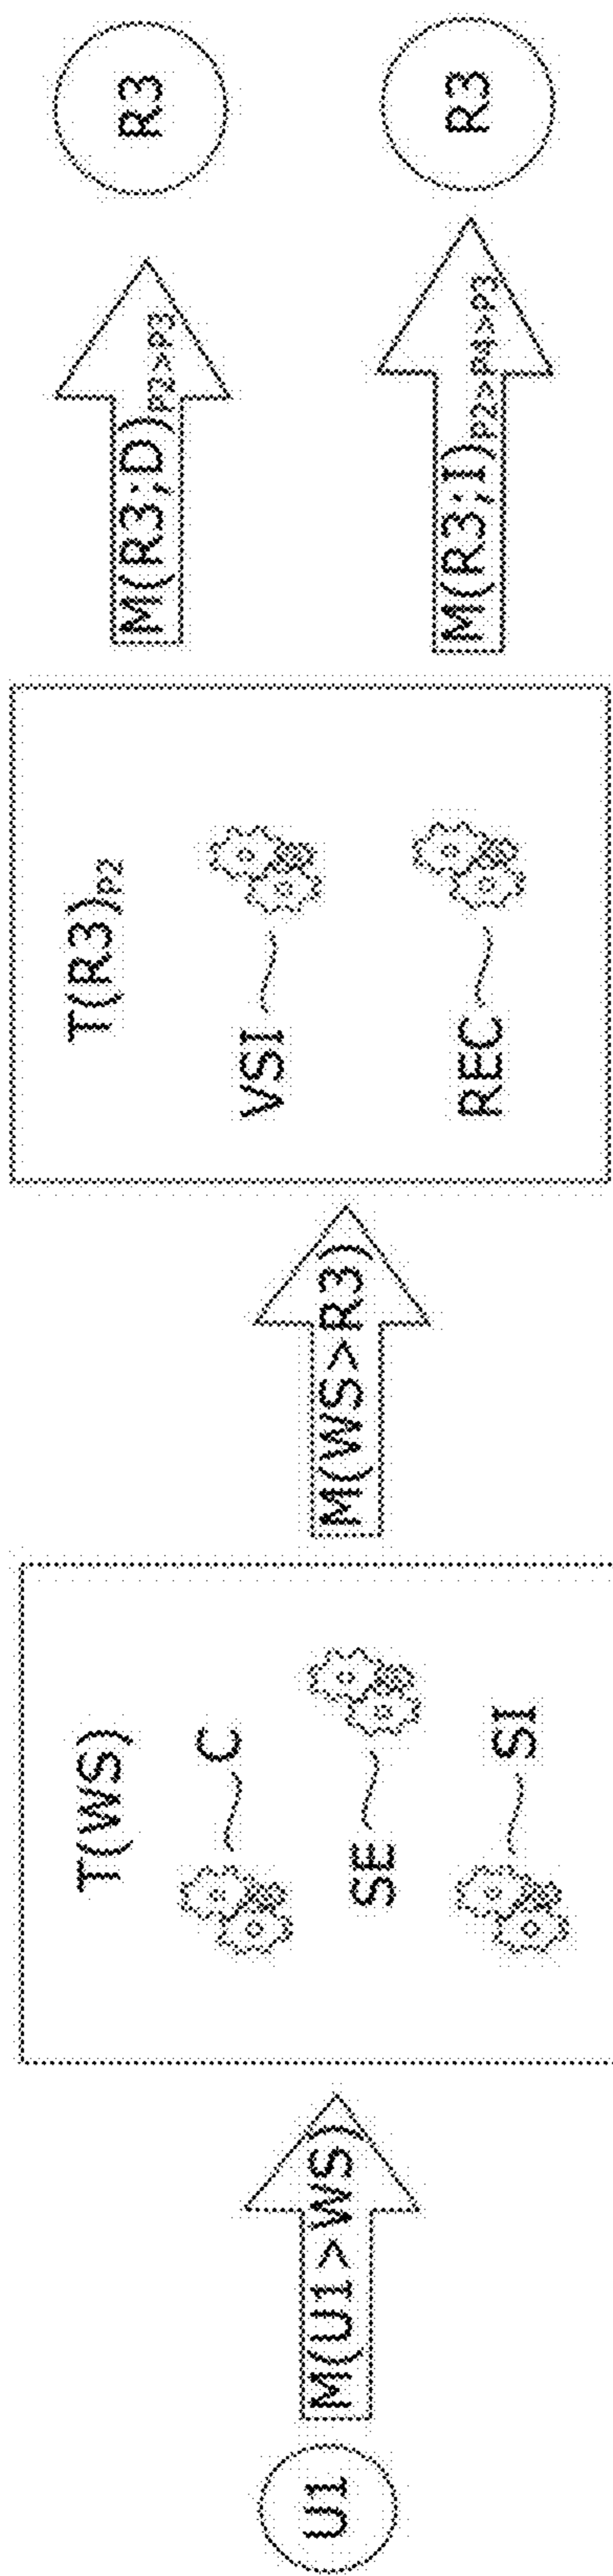 U1
M(U1>WS)
T(WS)
C
SE
SI
M(WS>R3)
T(R3)P2
VSI
REC
M(R3;D)P2>P3
R3
M(R3;I)P2>P4>P3
R3